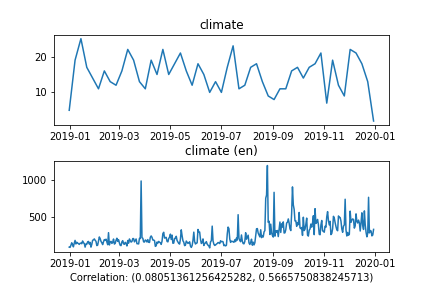 climate
20
10
2019-01 2019-03 2019-05 2019-07 2019-09 2019-11 2020-01
climate (en)
1000
500
2019-01 2019-03 2019-05 2019-07 2019-09 2019-11 2020-01
Correlation: (0.08051361256425282, 0.5665750838245713)